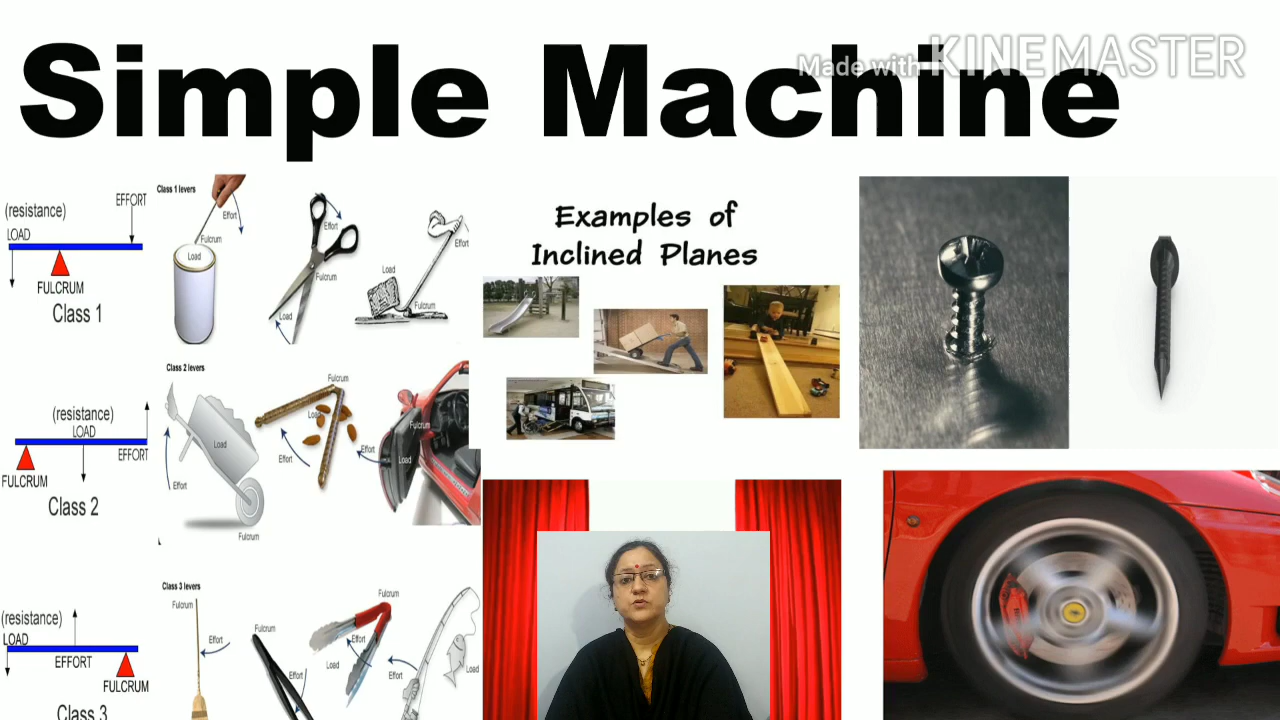 Simple Machine
Made with KINEMASTER
(resistance)
LOAD
EFFORT
FULCRUM
Class 1
Class 1 levers
Effort
Fulcrum
Load
Effort
Fulcrum
Load
Effort
Load
Fulcrum
Examples of
Inclined Planes
(resistance)
LOAD
EFFORT
FULCRUM
Class 2
Class 2 levers
Load
Effort
Fulcrum
Fulcrum
Load
Effort
Fulcrum
Effort
Load
(resistance)
LOAD
EFFORT
FULCRUM
Class 3
Class 3 levers
Fulcrum
Effort
Fulcrum
Effort
Fulcrum
Effort
Load
Effort
Load